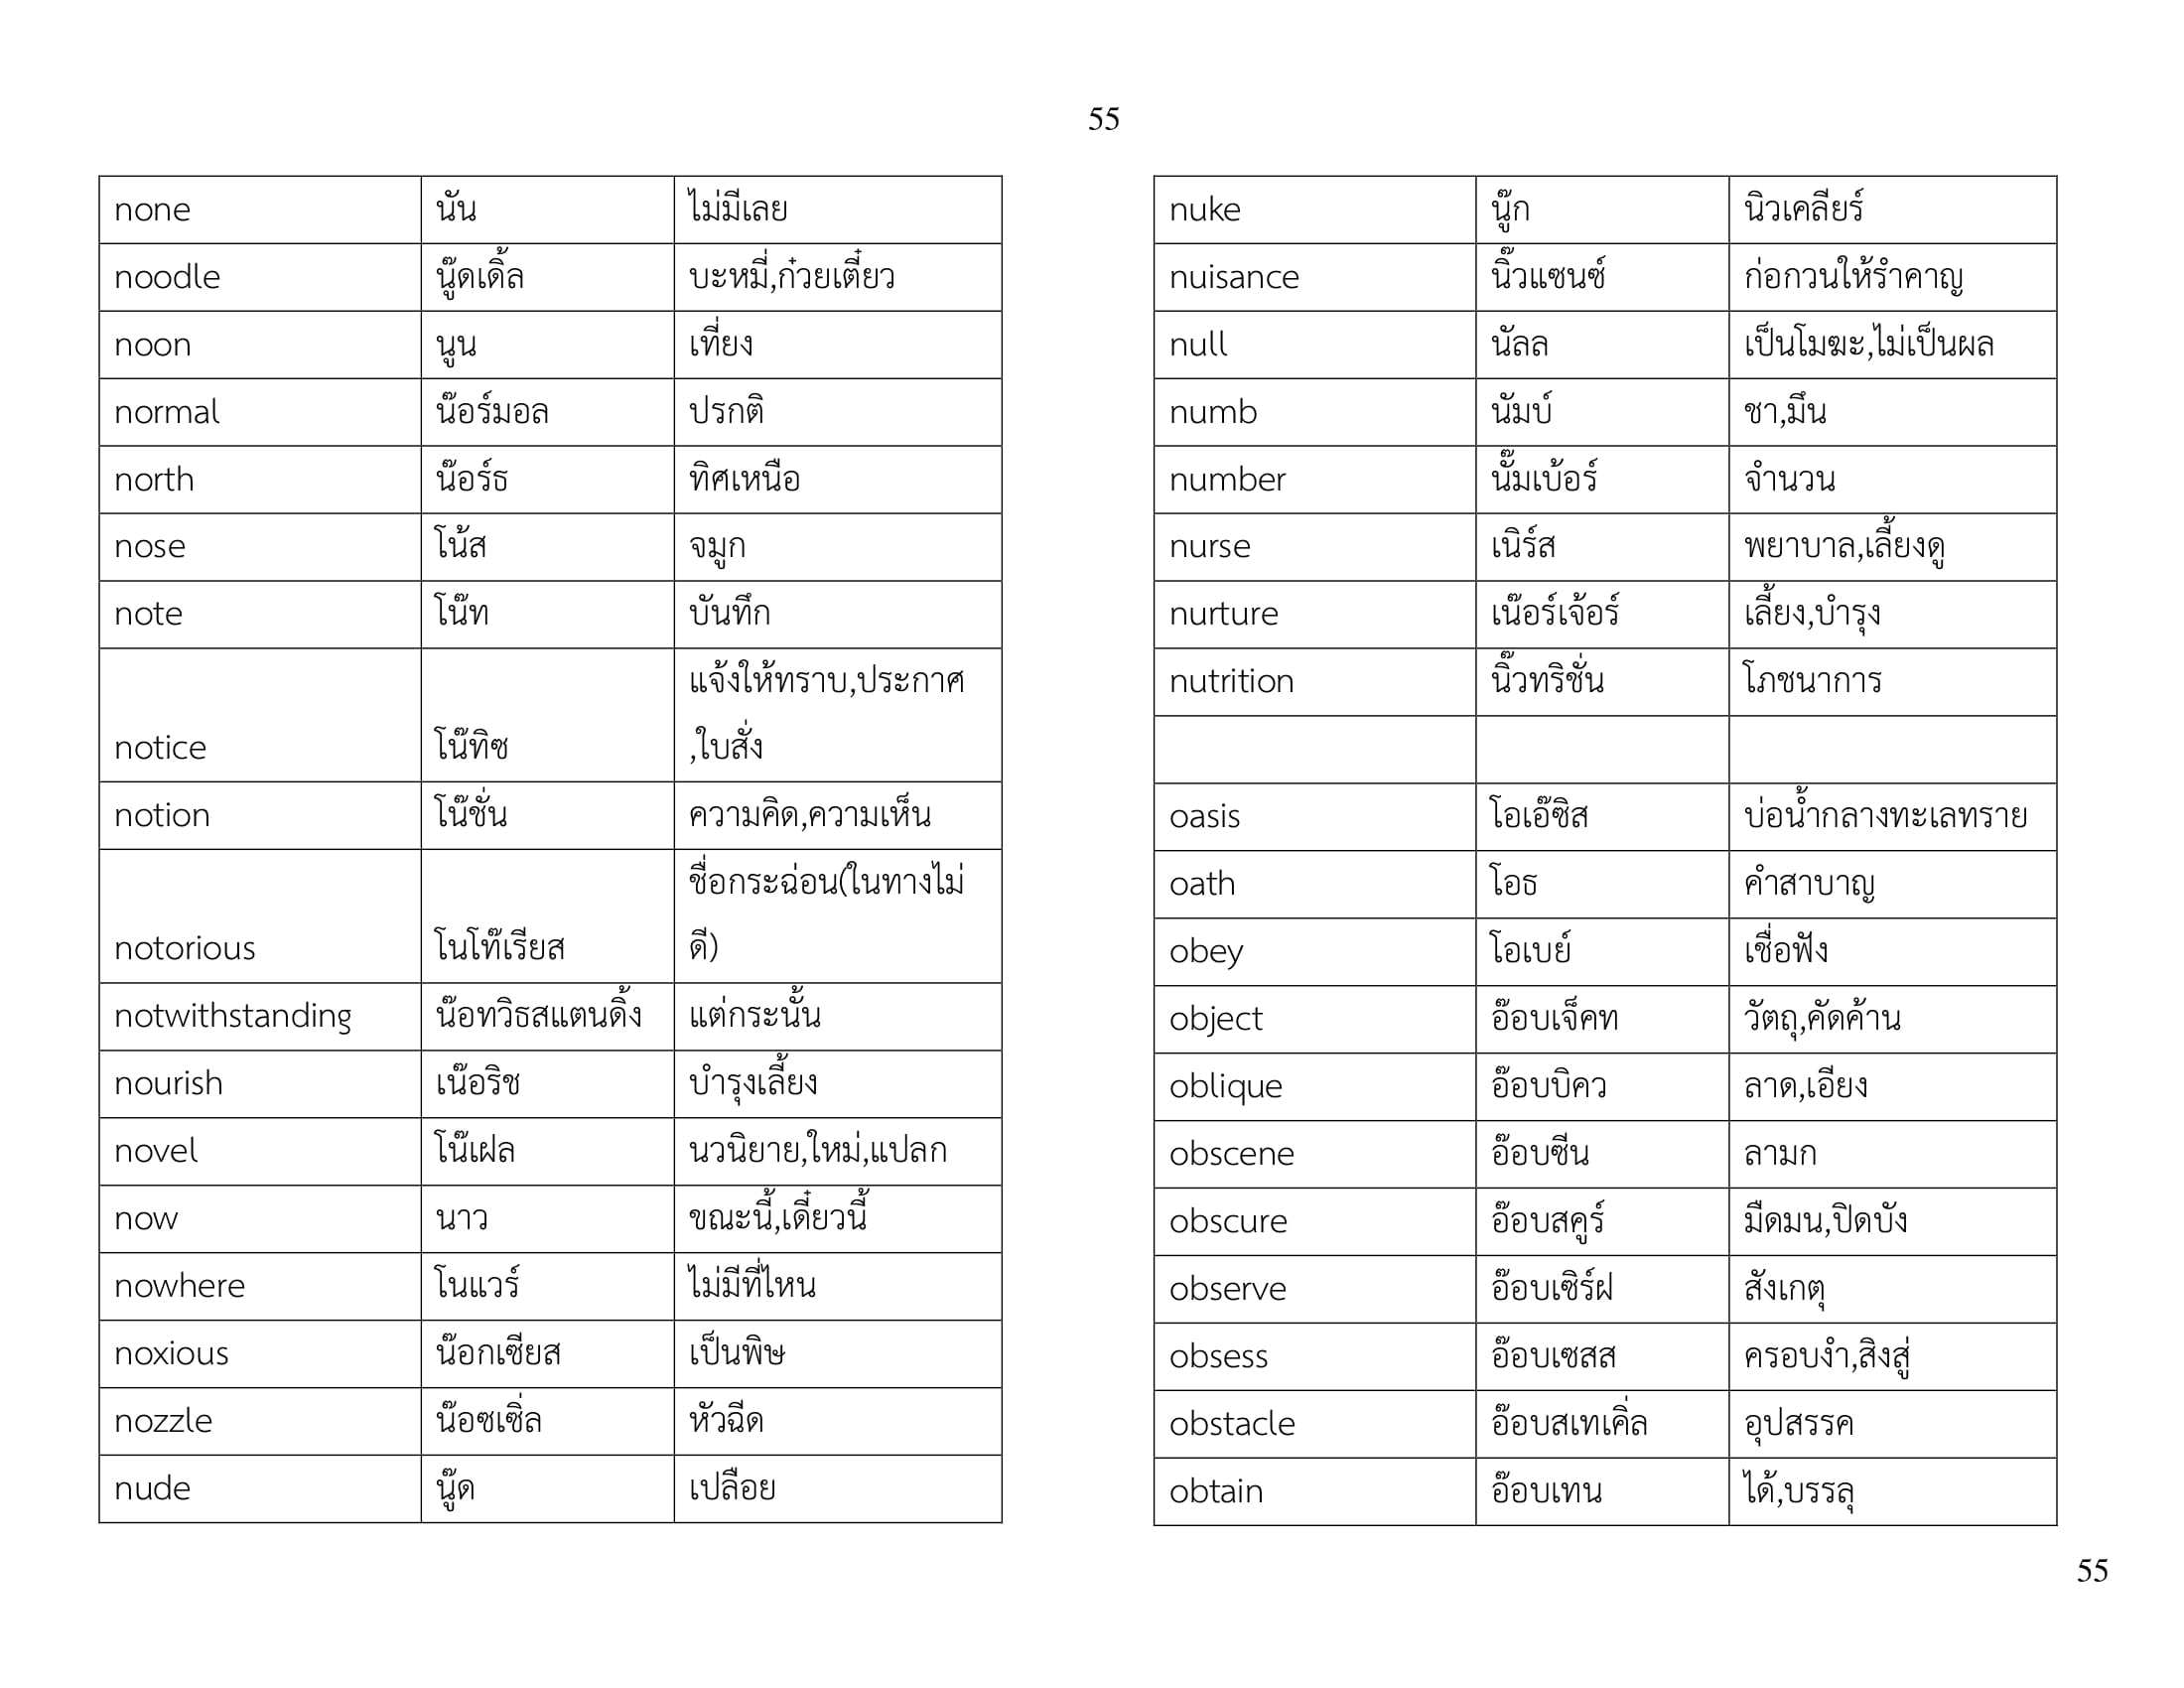 55
none นัน ไม่มีเลย
noodle นู๊ดเดิ้ล บะหมี่,ก๋วยเตี๋ยว
noon นูน เที่ยง
normal น๊อร์มอล ปรกติ
north น๊อร์ธ ทิศเหนือ
nose โน้ส จมูก
note โน๊ท บันทึก
แจ้งให้ทราบ,ประกาศ
notice โน๊ทิซ ,ใบสั่ง
notion โน๊ชั่น ความคิด,ความเห็น
ชื่อกระฉ่อน(ในทางไม่
notorious โนโท๊เรียส ดี)
notwithstanding น๊อทวิธสแตนดิ้ง แต่กระนั้น
nourish เน๊อริช บำรุงเลี้ยง
novel โน๊เฝล นวนิยาย,ใหม่,แปลก
now นาว ขณะนี้,เดี๋ยวนี้
nowhere โนแวร์ ไม่มีที่ไหน
noxious น๊อกเซียส เป็นพิษ
nozzle น๊อซเซิ่ล หัวฉีด
nude นู๊ด เปลือย
nuke นู๊ก นิวเคลียร์
nuisance นิ๊วแซนซ์ ก่อกวนให้รำคาญ
null นัลล เป็นโมฆะ,ไม่เป็นผล
numb นัมบ์ ชา,มึน
number นั๊มเบ้อร์ จำนวน
nurse เนิร์ส พยาบาล,เลี้ยงดู
nurture เน๊อร์เจ้อร์ เลี้ยง,บำรุง
nutrition นิ๊วทริชั่น โภชนาการ
oasis โอเอ๊ซิส บ่อน้ำกลางทะเลทราย
oath โอธ คำสาบาญ
obey โอเบย์ เชื่อฟัง
object อ๊อบเจ็คท วัตถุ,คัดค้าน
oblique อ๊อบบิคว ลาด,เอียง
obscene อ๊อบซีน ลามก
obscure อ๊อบสคูร์ มืดมน,ปิดบัง
observe อ๊อบเซิร์ฝ สังเกตุ
obsess อ๊อบเซสส ครอบงำ,สิงสู่
obstacle อ๊อบสเทเคิ่ล อุปสรรค
obtain อ๊อบเทน ได้,บรรลุ
55